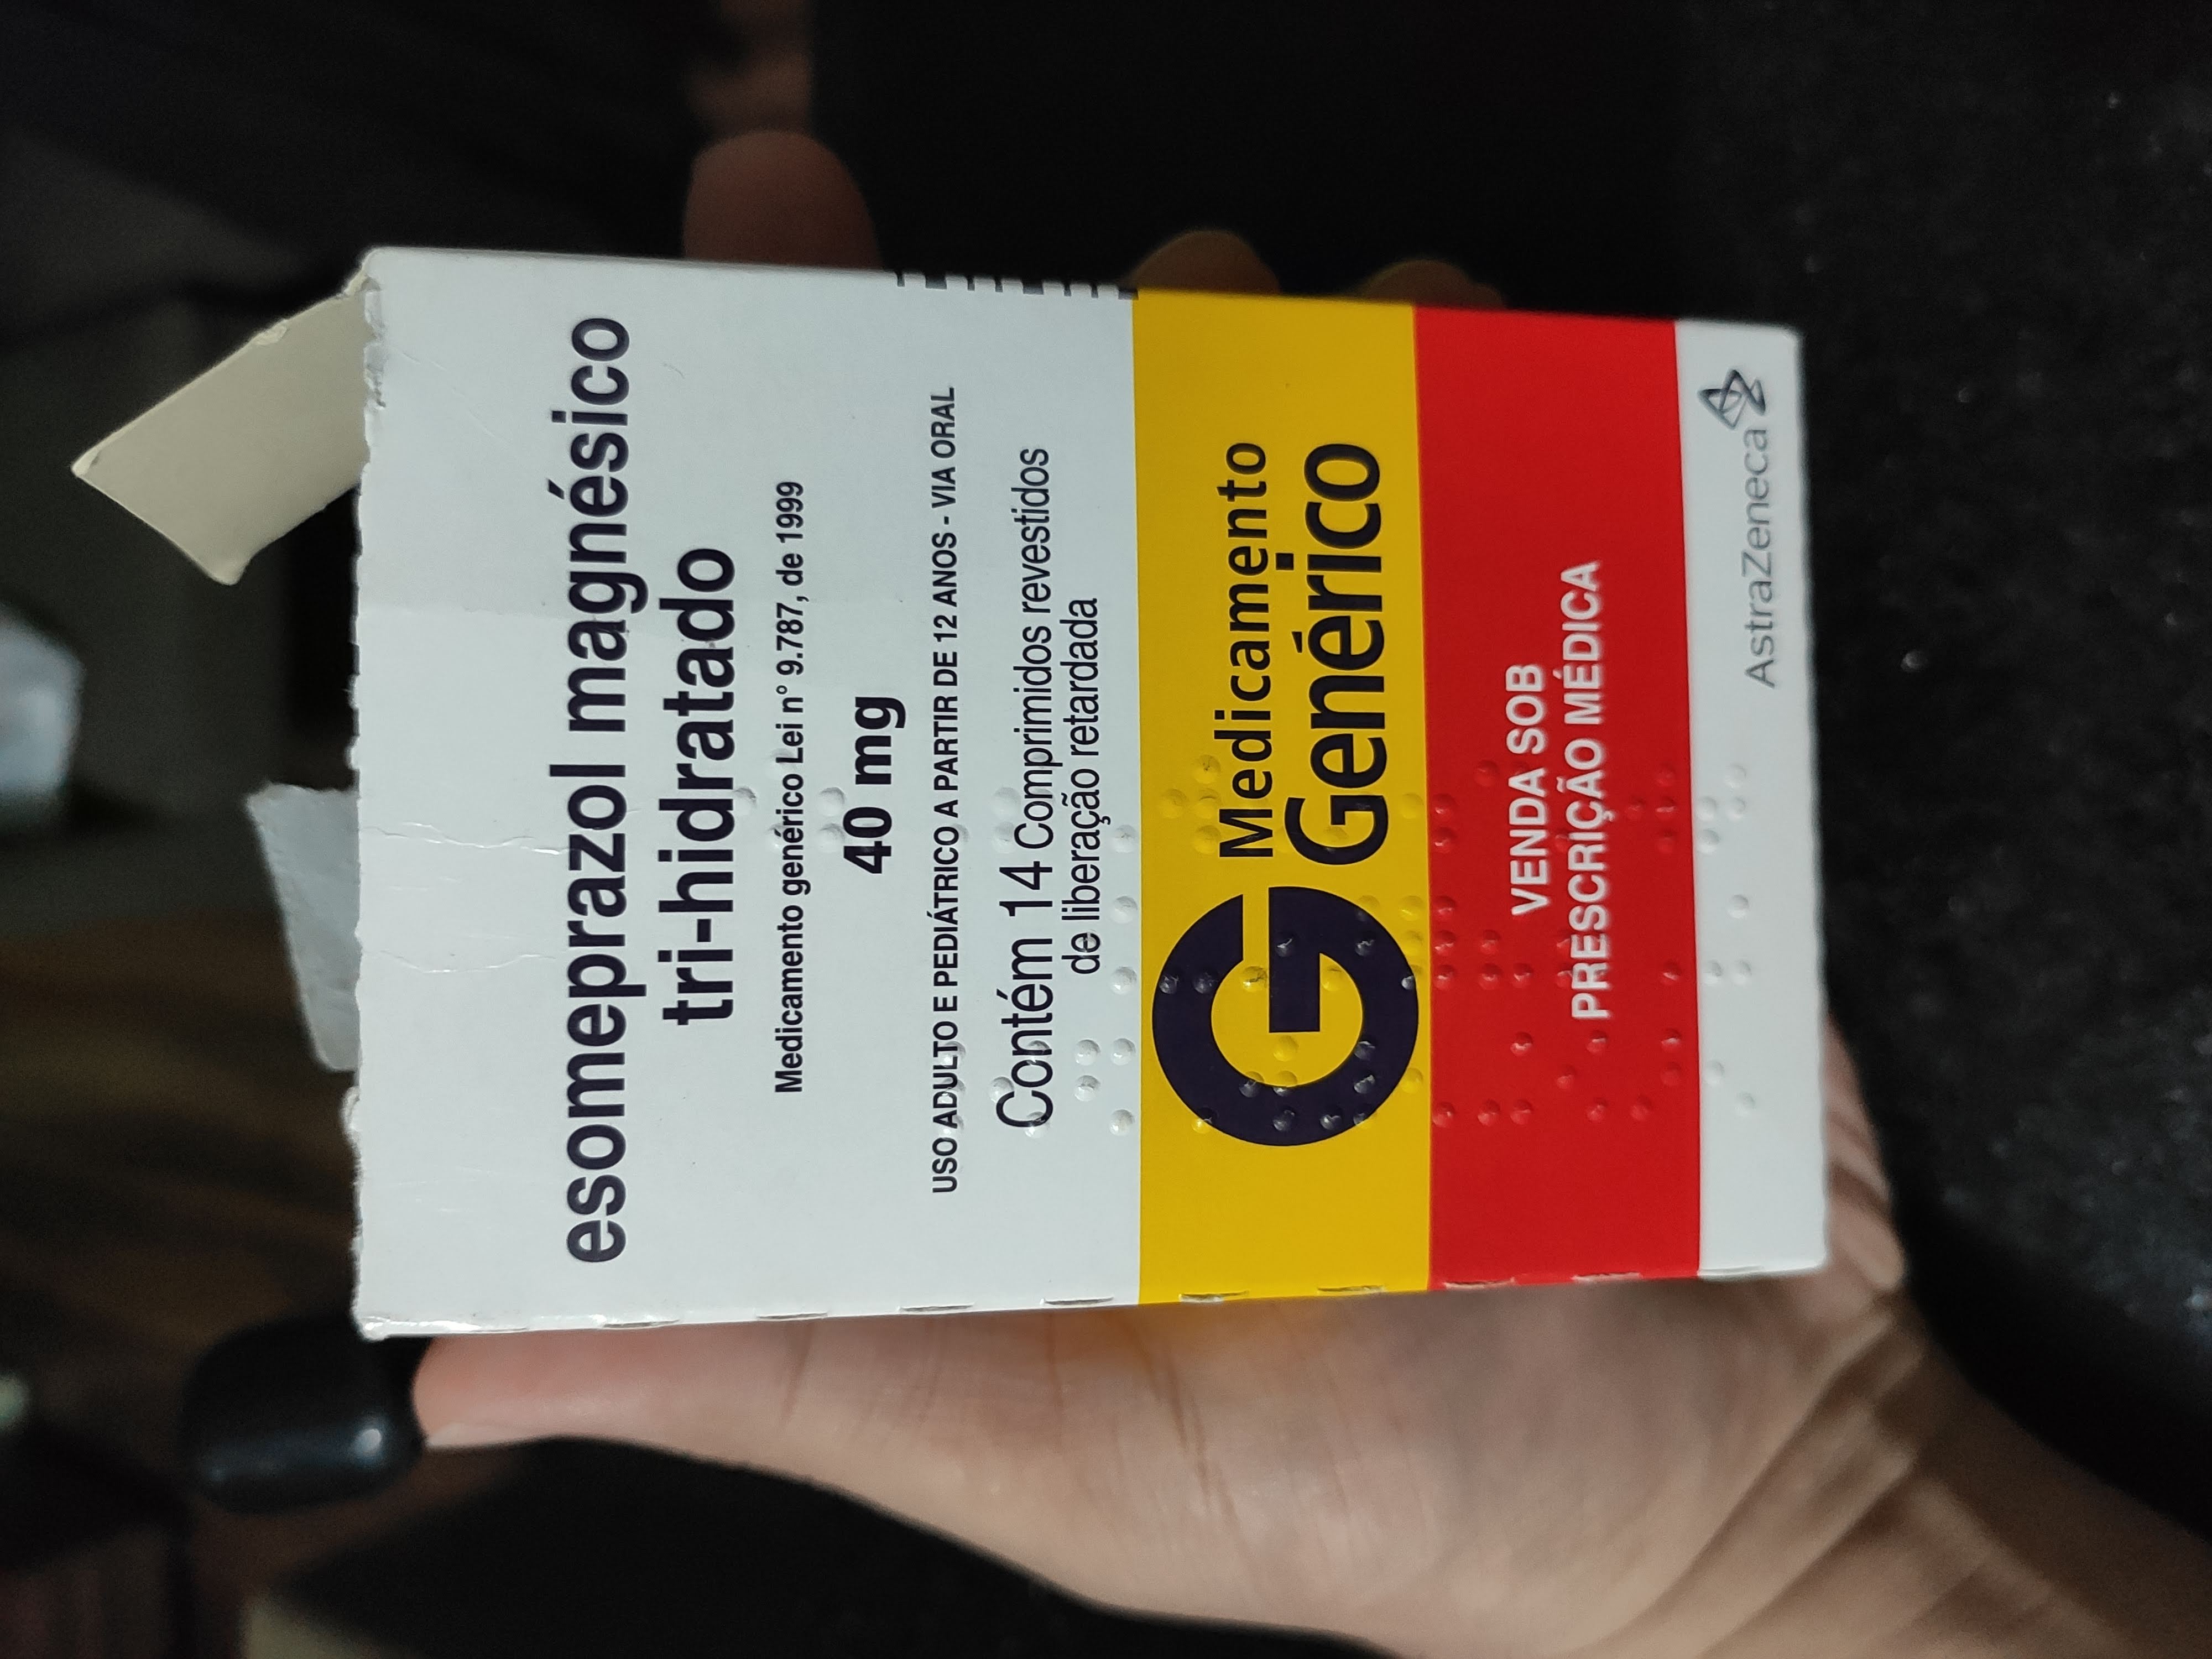 esomeprazol magnésico
tri-hidratado
Medicamento genérico Lei n° 9.787, de 1999
40 mg
USO ADULTO E PEDIÁTRICO A PARTIR DE 12 ANOS - VIA ORAL
Contém 14 Comprimidos revestidos
de liberação retardada
G Medicamento
Genérico
VENDA SOB
PRESCRIÇÃO MÉDICA
AstraZeneca